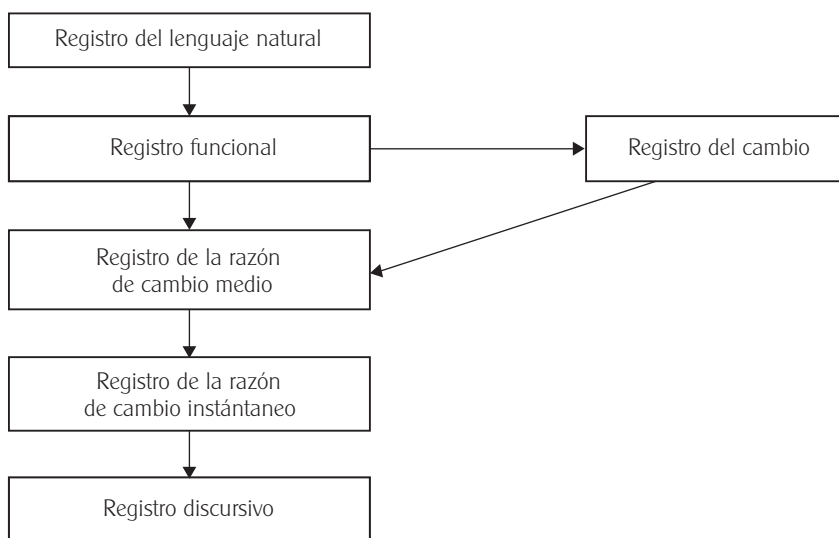 Registro del lenguaje natural
Registro funcional
Registro del cambio
Registro de la razón
de cambio medio
Registro de la razón
de cambio instántaneo
Registro discursivo